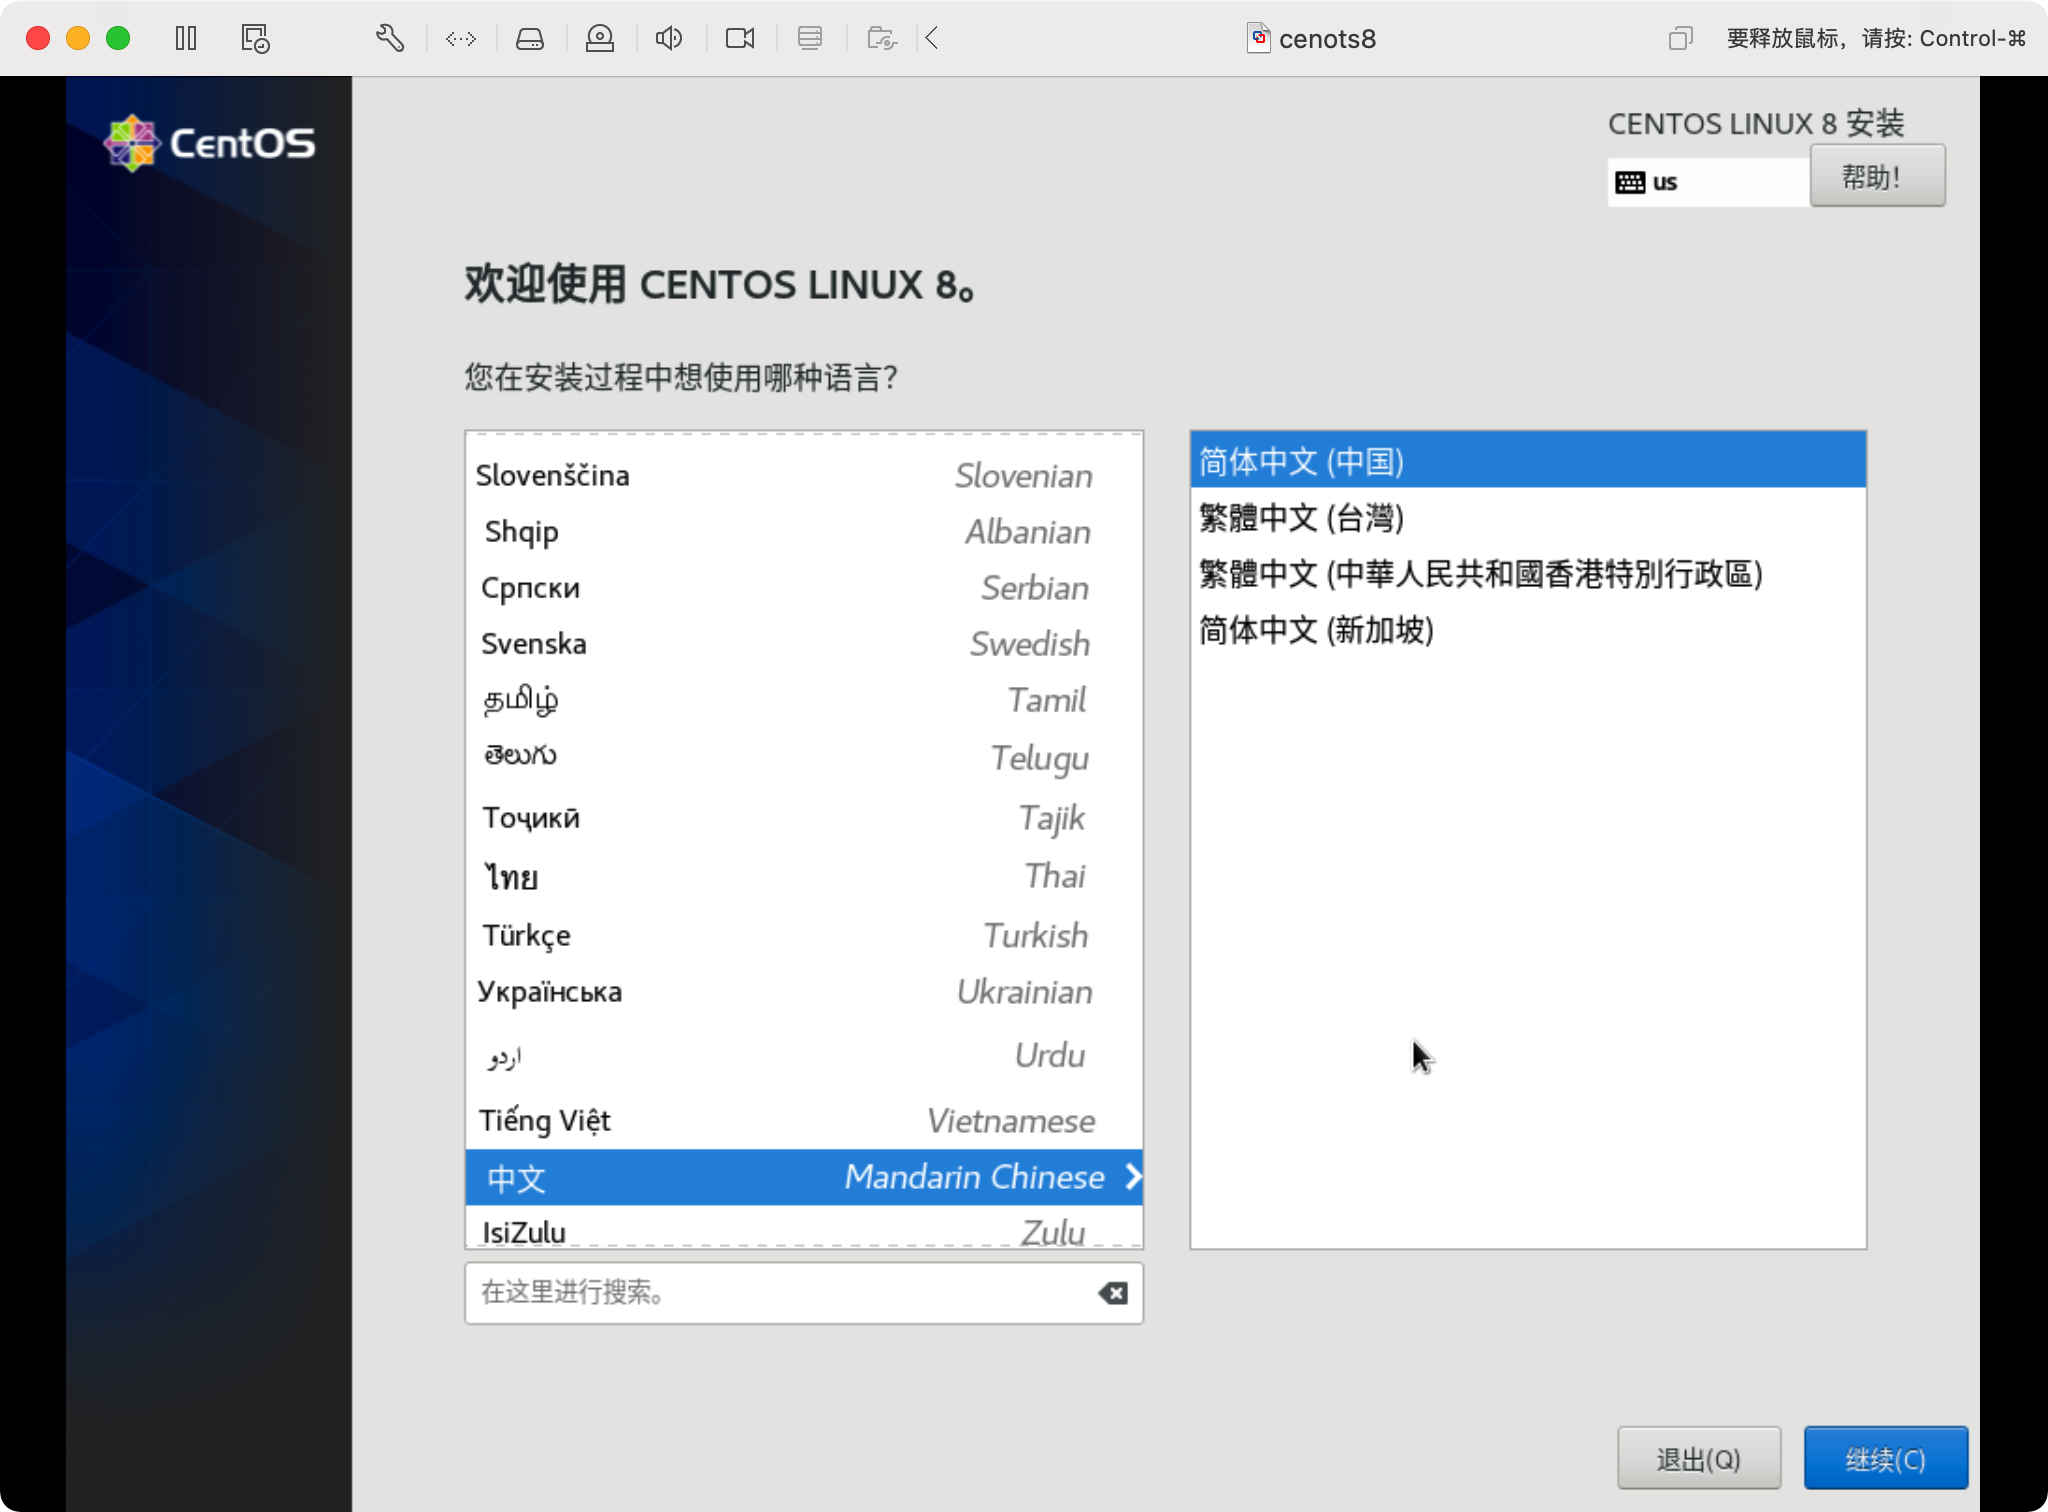 cenots8
要释放鼠标，请按: Control-⌘
CentOS
CENTOS LINUX 8 安装
us
帮助！
欢迎使用 CENTOS LINUX 8。
您在安装过程中想使用哪种语言？
Slovenščina Slovenian
Shqip Albanian
Српски Serbian
Svenska Swedish
தமிழ் Tamil
తెలుగు Telugu
Тоҷикӣ Tajik
ไทย Thai
Türkçe Turkish
Українська Ukrainian
اردو Urdu
Tiếng Việt Vietnamese
中文 Mandarin Chinese
IsiZulu Zulu
在这里进行搜索。
简体中文 (中国)
繁體中文 (台灣)
繁體中文 (中華人民共和國香港特別行政區)
简体中文 (新加坡)
退出(Q)
继续(C)